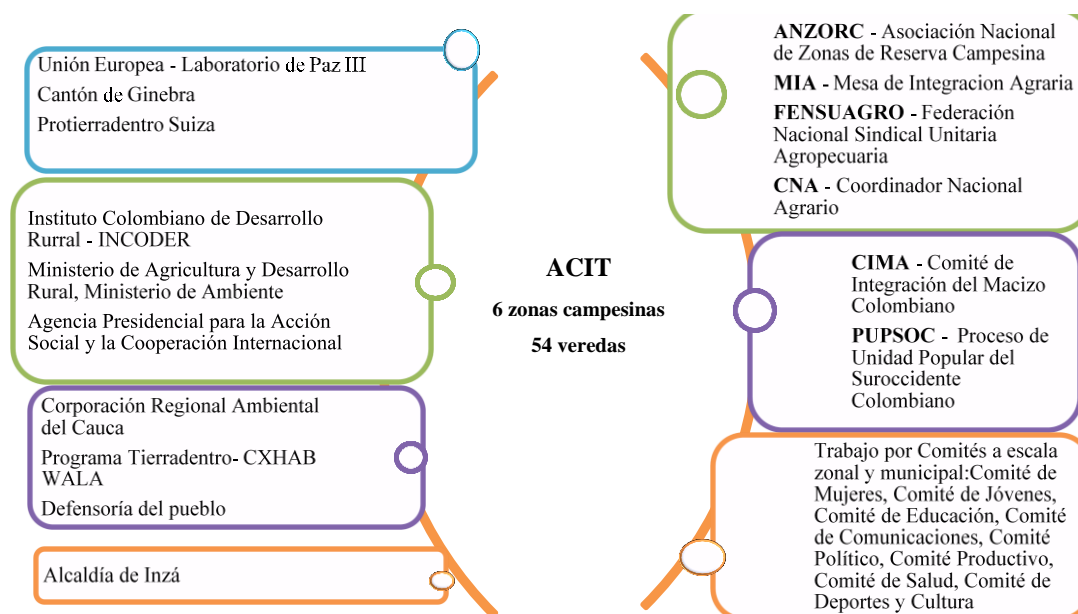 Unión Europea - Laboratorio de Paz III
Cantón de Ginebra
Protierradentro Suiza
Instituto Colombiano de Desarrollo
Rurral - INCODER
Ministerio de Agricultura y Desarrollo
Rural, Ministerio de Ambiente
Agencia Presidencial para la Acción
Social y la Cooperación Internacional
Corporación Regional Ambiental
del Cauca
Programa Tierradentro- CXHAB
WALA
Defensoría del pueblo
Alcaldía de Inzá
ACIT
6 zonas campesinas
54 veredas
ANZORC - Asociación Nacional
de Zonas de Reserva Campesina
MIA - Mesa de Integracion Agraria
FENSUAGRO - Federación
Nacional Sindical Unitaria
Agropecuaria
CNA - Coordinador Nacional
Agrario
CIMA - Comité de
Integración del Macizo
Colombiano
PUPSOC - Proceso de
Unidad Popular del
Suroccidente
Colombiano
Trabajo por Comités a escala
zonal y municipal:Comité de
Mujeres, Comité de Jóvenes,
Comité de Educación, Comité
de Comunicaciones, Comité
Político, Comité Productivo,
Comité de Salud, Comité de
Deportes y Cultura